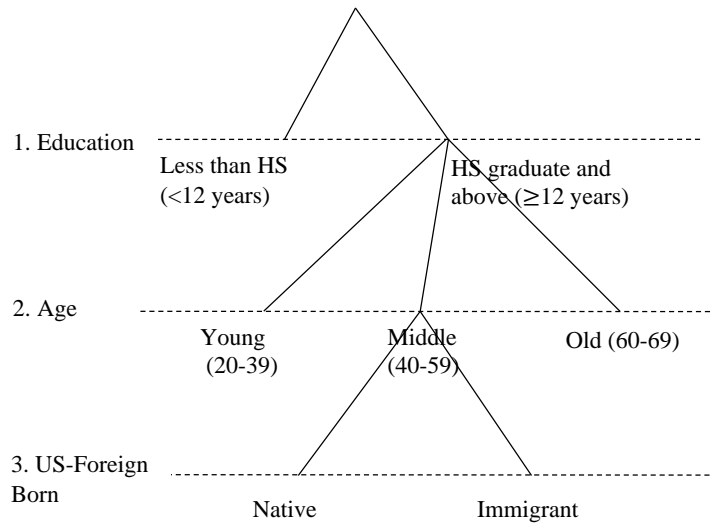 1. Education
Less than HS
(<12 years)
HS graduate and
above (≥12 years)
2. Age
Young
(20-39)
Middle
(40-59)
Old (60-69)
3. US-Foreign
Born
Native
Immigrant